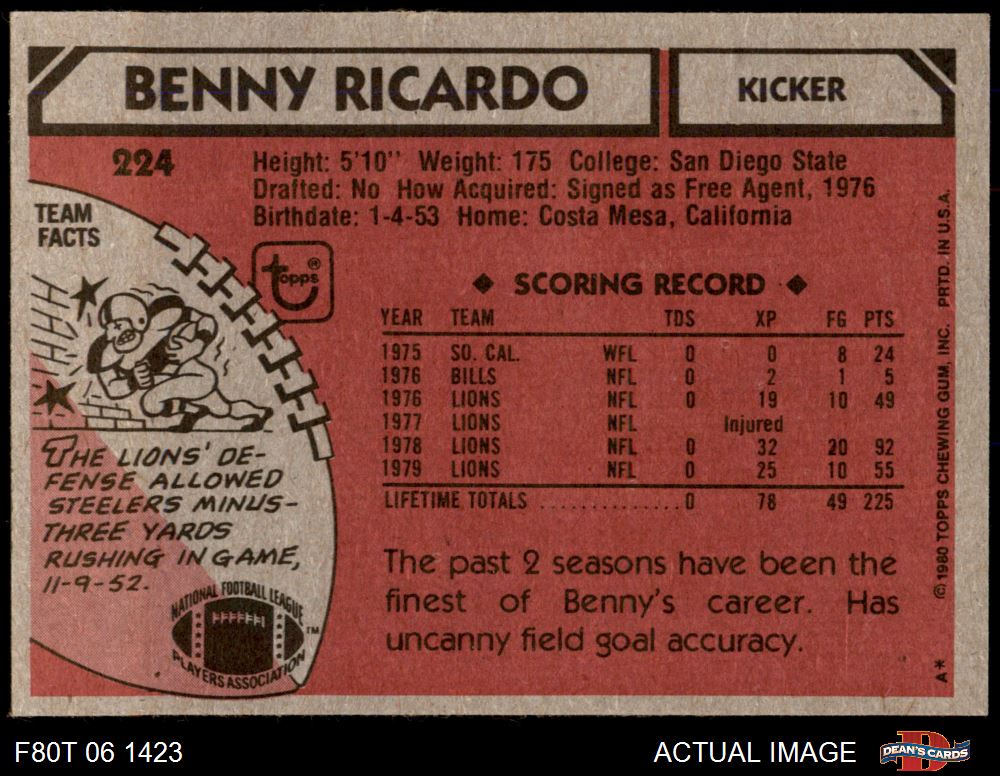 BENNY RICARDO
KICKER
224
Height: 5'10" Weight: 175 College: San Diego State
Drafted: No How Acquired: Signed as Free Agent, 1976
Birthdate: 1-4-53 Home: Costa Mesa, California
TEAM
FACTS
topps®
HHHH
THE LIONS' DE-
FENSE ALLOWED
STEELERS MINUS-
THREE YARDS
RUSHING IN GAME,
11-9-52.
NATIONAL FOOTBALL LEAGUE
PLAYERS ASSOCIATION
TM
◆ SCORING RECORD ◆
YEAR TEAM TDS XP FG PTS
1975 SO. CAL. WFL 0 0 8 24
1976 BILLS NFL 0 2 1 5
1976 LIONS NFL 0 19 10 49
1977 LIONS NFL Injured
1978 LIONS NFL 0 32 20 92
1979 LIONS NFL 0 25 10 55
LIFETIME TOTALS ..............0 78 49 225
The past 2 seasons have been the
finest of Benny's career. Has
uncanny field goal accuracy.
A* © 1980 TOPPS CHEWING GUM, INC. PRTD. IN U.S.A.
F80T 06 1423
ACTUAL IMAGE
D
DEAN'S CARDS